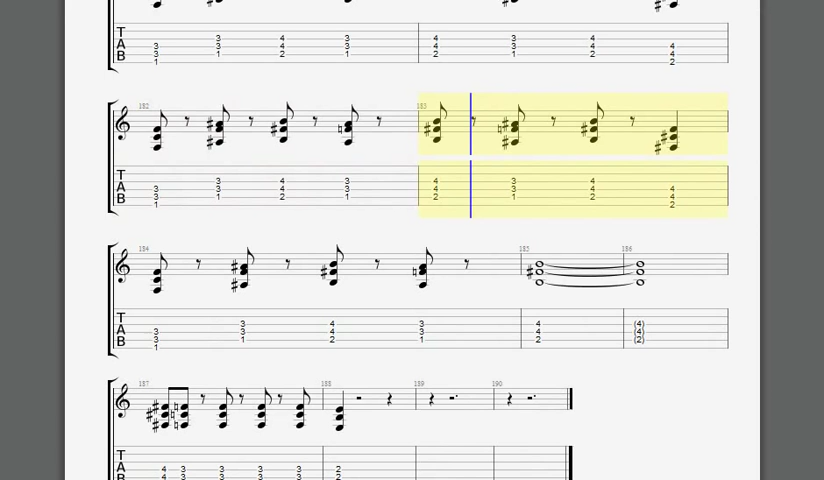 3 4 3 4 3 4
3 3 4 3 4 3 4 4
3 1 2 1 2 1 2 4
1 2
182 183
T 3 4 3 4 3 4
A 3 3 4 3 4 3 4 4
B 3 1 2 1 2 1 2 4
1 2
184 185 186
T 3 4 3 4 (4)
A 3 3 4 3 4 (4)
B 3 1 2 1 2 (2)
1
187 188 189 190
T
A 4 3 3 3 3 2
B 4 3 3 3 3 2